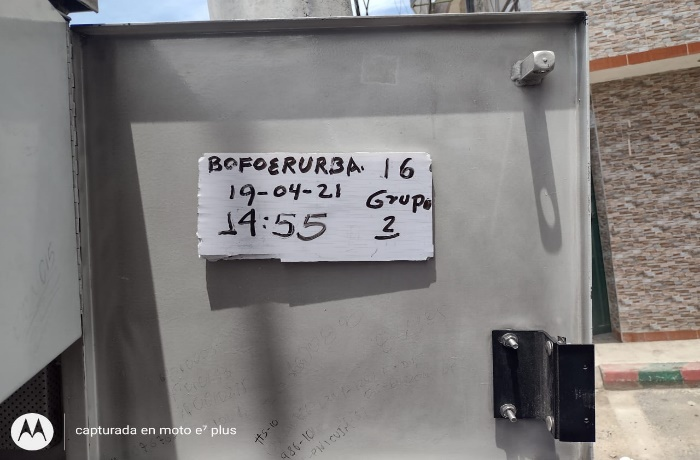 BOFOERURBA. 16
19-04-21 Grupo
14:55 2
capturada en moto e⁷ plus